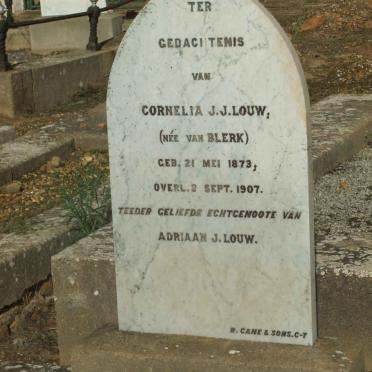 TER
GEDACHTENIS
VAN
CORNELIA J.J. LOUW,
(NÉE VAN BLERK)
GEB. 21 MEI 1873;
OVERL. 2 SEPT. 1907.
TEEDER GELIEFDE ECHTGENOOTE VAN
ADRIAAN J. LOUW.
R. CANE & SONS. C-T